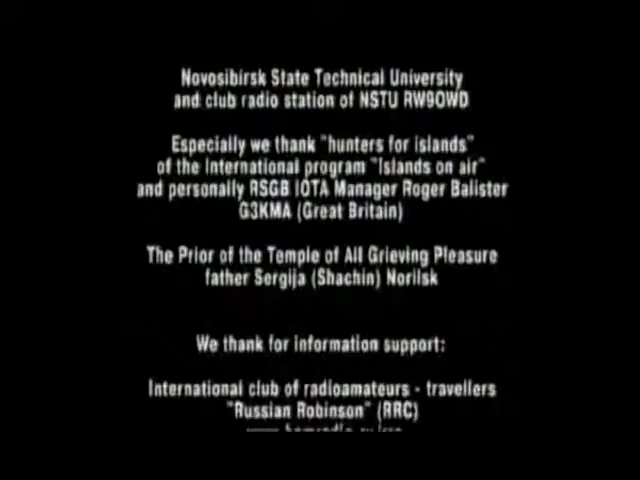 Novosibirsk State Technical University
and club radio station of NSTU RW9OWD
Especially we thank "hunters for islands"
of the International program "Islands on air"
and personally RSGB IOTA Manager Roger Balister
G3KMA (Great Britain)
The Prior of the Temple of All Grieving Pleasure
father Sergija (Shachin) Norilsk
We thank for information support:
International club of radioamateurs - travellers
"Russian Robinson" (RRC)